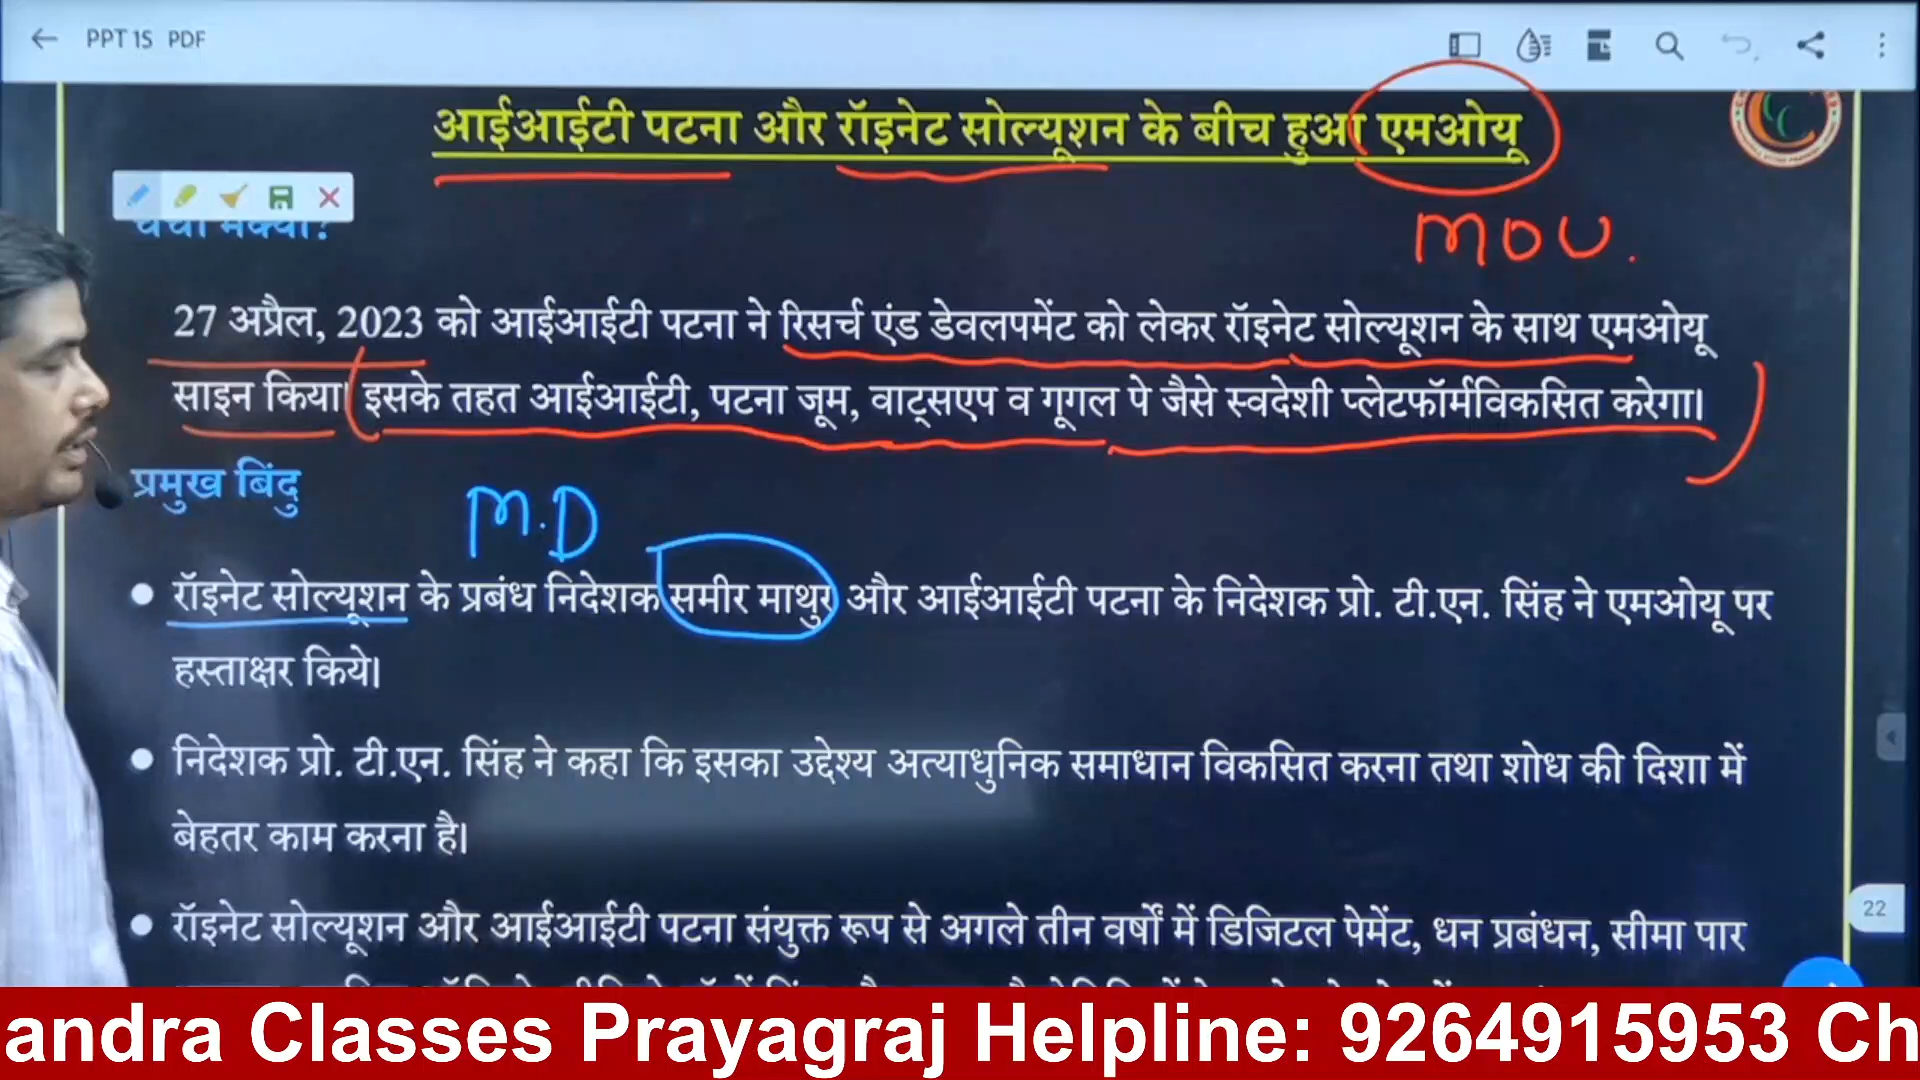 PPT 15 PDF
आईआईटी पटना और रॉइनेट सोल्यूशन के बीच हुआ एमओयू
MOU.
27 अप्रैल, 2023 को आईआईटी पटना ने रिसर्च एंड डेवलपमेंट को लेकर रॉइनेट सोल्यूशन के साथ एमओयू
साइन किया। इसके तहत आईआईटी, पटना जूम, वाट्सएप व गूगल पे जैसे स्वदेशी प्लेटफॉर्मविकसित करेगा।
प्रमुख बिंदु
M.D
रॉइनेट सोल्यूशन के प्रबंध निदेशक समीर माथुर और आईआईटी पटना के निदेशक प्रो. टी.एन. सिंह ने एमओयू पर
हस्ताक्षर किये।
निदेशक प्रो. टी.एन. सिंह ने कहा कि इसका उद्देश्य अत्याधुनिक समाधान विकसित करना तथा शोध की दिशा में
बेहतर काम करना है।
रॉइनेट सोल्यूशन और आईआईटी पटना संयुक्त रूप से अगले तीन वर्षों में डिजिटल पेमेंट, धन प्रबंधन, सीमा पार
22
andra Classes Prayagraj Helpline: 9264915953 Ch